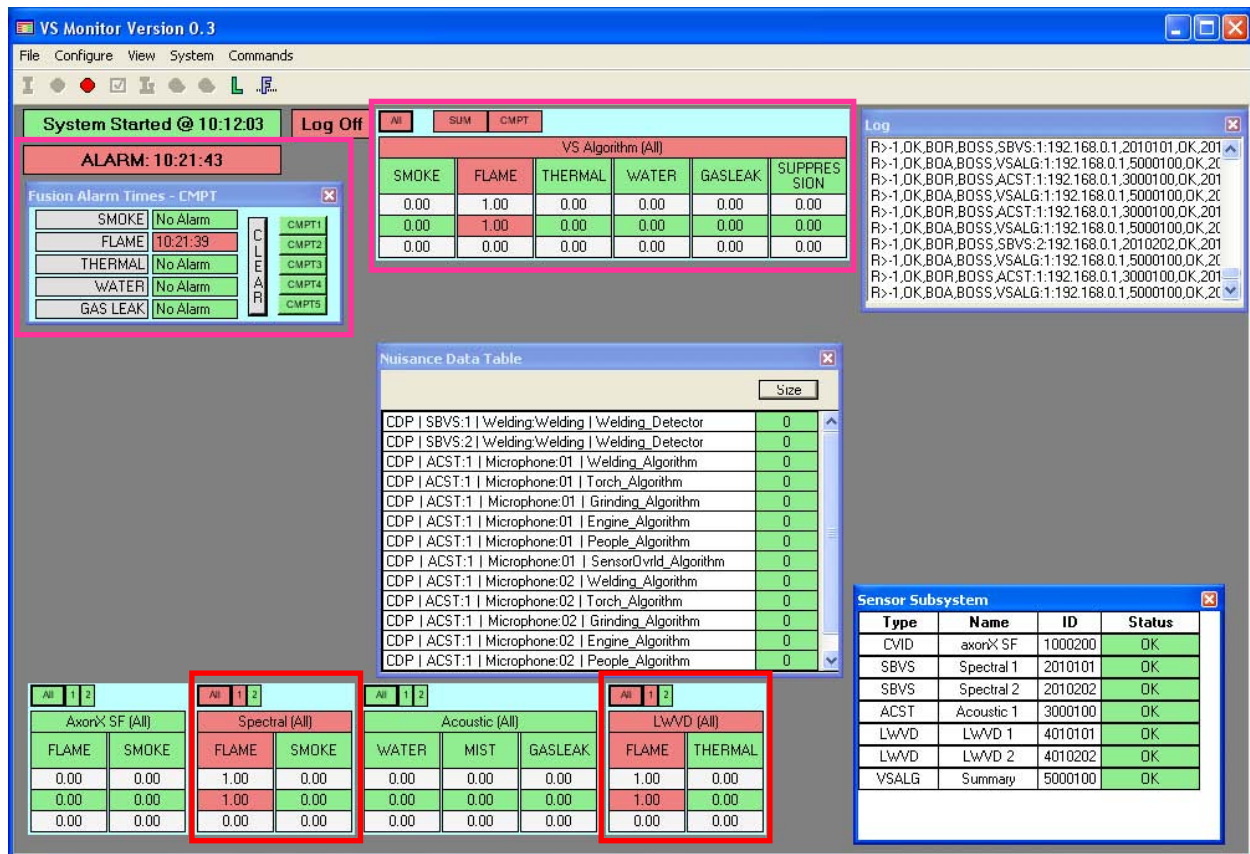 VS Monitor Version 0.3
File Configure View System Commands
L ..F...
System Started @ 10:12:03 Log Off
ALARM: 10:21:43
Fusion Alarm Times - CMPT
SMOKE No Alarm
FLAME 10:21:39
THERMAL No Alarm
WATER No Alarm
GAS LEAK No Alarm
CLEAR
CMPT1
CMPT2
CMPT3
CMPT4
CMPT5
All SUM CMPT
VS Algorithm (All)
SMOKE FLAME THERMAL WATER GASLEAK SUPPRES
SION
0.00 1.00 0.00 0.00 0.00 0.00
0.00 1.00 0.00 0.00 0.00 0.00
0.00 0.00 0.00 0.00 0.00 0.00
Log
R>-1,OK,BOR,BOSS,SBVS:1:192.168.0.1,2010101,OK,201
R>-1,OK,BOA,BOSS,VSALG:1:192.168.0.1,5000100,OK,20
R>-1,OK,BOR,BOSS,ACST:1:192.168.0.1,3000100,OK,201
R>-1,OK,BOA,BOSS,VSALG:1:192.168.0.1,5000100,OK,20
R>-1,OK,BOR,BOSS,ACST:1:192.168.0.1,3000100,OK,201
R>-1,OK,BOA,BOSS,VSALG:1:192.168.0.1,5000100,OK,20
R>-1,OK,BOR,BOSS,SBVS:2:192.168.0.1,2010202,OK,201
R>-1,OK,BOA,BOSS,VSALG:1:192.168.0.1,5000100,OK,20
R>-1,OK,BOR,BOSS,ACST:1:192.168.0.1,3000100,OK,201
R>-1,OK,BOA,BOSS,VSALG:1:192.168.0.1,5000100,OK,20
Nuisance Data Table
Size
CDP | SBVS:1 | Welding:Welding | Welding_Detector 0
CDP | SBVS:2 | Welding:Welding | Welding_Detector 0
CDP | ACST:1 | Microphone:01 | Welding_Algorithm 0
CDP | ACST:1 | Microphone:01 | Torch_Algorithm 0
CDP | ACST:1 | Microphone:01 | Grinding_Algorithm 0
CDP | ACST:1 | Microphone:01 | Engine_Algorithm 0
CDP | ACST:1 | Microphone:01 | People_Algorithm 0
CDP | ACST:1 | Microphone:01 | SensorOvrld_Algorithm 0
CDP | ACST:1 | Microphone:02 | Welding_Algorithm 0
CDP | ACST:1 | Microphone:02 | Torch_Algorithm 0
CDP | ACST:1 | Microphone:02 | Grinding_Algorithm 0
CDP | ACST:1 | Microphone:02 | Engine_Algorithm 0
CDP | ACST:1 | Microphone:02 | People_Algorithm 0
Sensor Subsystem
Type Name ID Status
CVID axonX SF 1000200 OK
SBVS Spectral 1 2010101 OK
SBVS Spectral 2 2010202 OK
ACST Acoustic 1 3000100 OK
LWVD LWVD 1 4010101 OK
LWVD LWVD 2 4010202 OK
VSALG Summary 5000100 OK
All 1 2
AxonX SF (All)
FLAME SMOKE
0.00 0.00
0.00 0.00
0.00 0.00
All 1 2
Spectral (All)
FLAME SMOKE
1.00 0.00
1.00 0.00
0.00 0.00
All 1 2
Acoustic (All)
WATER MIST GASLEAK
0.00 0.00 0.00
0.00 0.00 0.00
0.00 0.00 0.00
All 1 2
LWVD (All)
FLAME THERMAL
1.00 0.00
1.00 0.00
0.00 0.00